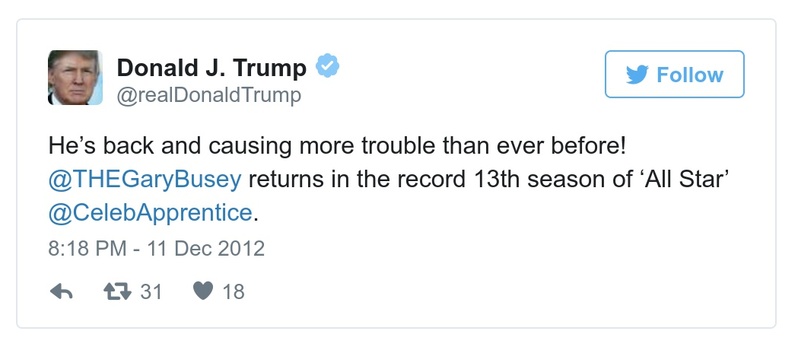 Donald J. Trump
@realDonaldTrump
Follow
He’s back and causing more trouble than ever before!
@THEGaryBusey returns in the record 13th season of ‘All Star’
@CelebApprentice.
8:18 PM - 11 Dec 2012
31 18